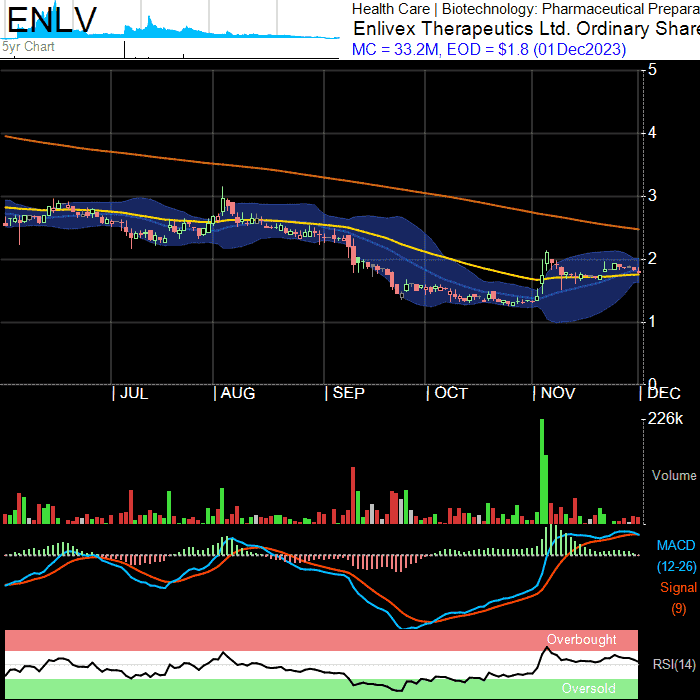 ENLV
5yr Chart
Health Care | Biotechnology: Pharmaceutical Prepara
Enlivex Therapeutics Ltd. Ordinary Share
MC = 33.2M, EOD = $1.8 (01Dec2023)
5
4
3
2
1
0
JUL AUG SEP OCT NOV DEC
226k
Volume
MACD
(12-26)
Signal
(9)
Overbought
RSI(14)
Oversold